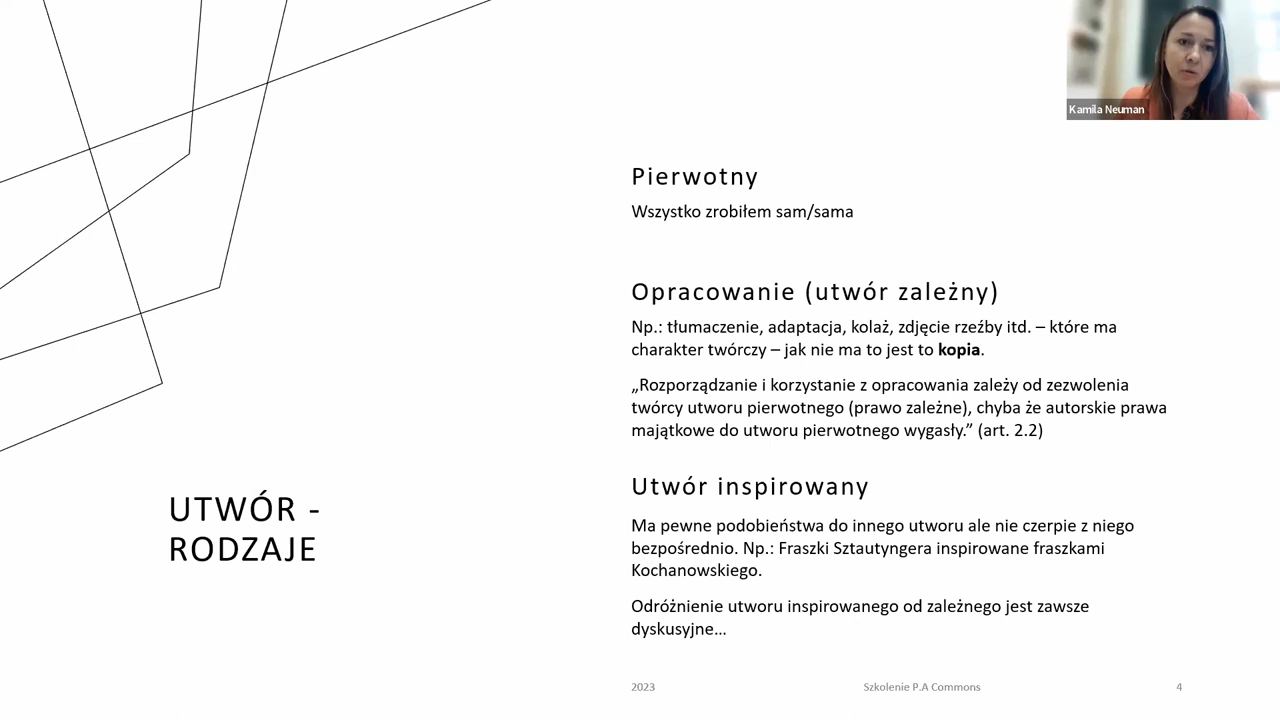 Kamila Neuman
Pierwotny
Wszystko zrobiłem sam/sama
Opracowanie (utwór zależny)
Np.: tłumaczenie, adaptacja, kolaż, zdjęcie rzeźby itd. – które ma
charakter twórczy – jak nie ma to jest to kopia.
„Rozporządzanie i korzystanie z opracowania zależy od zezwolenia
twórcy utworu pierwotnego (prawo zależne), chyba że autorskie prawa
majątkowe do utworu pierwotnego wygasły.” (art. 2.2)
UTWÓR -
RODZAJE
Utwór inspirowany
Ma pewne podobieństwa do innego utworu ale nie czerpie z niego
bezpośrednio. Np.: Fraszki Sztautyngera inspirowane fraszkami
Kochanowskiego.
Odróżnienie utworu inspirowanego od zależnego jest zawsze
dyskusyjne…
2023
Szkolenie P.A Commons
4